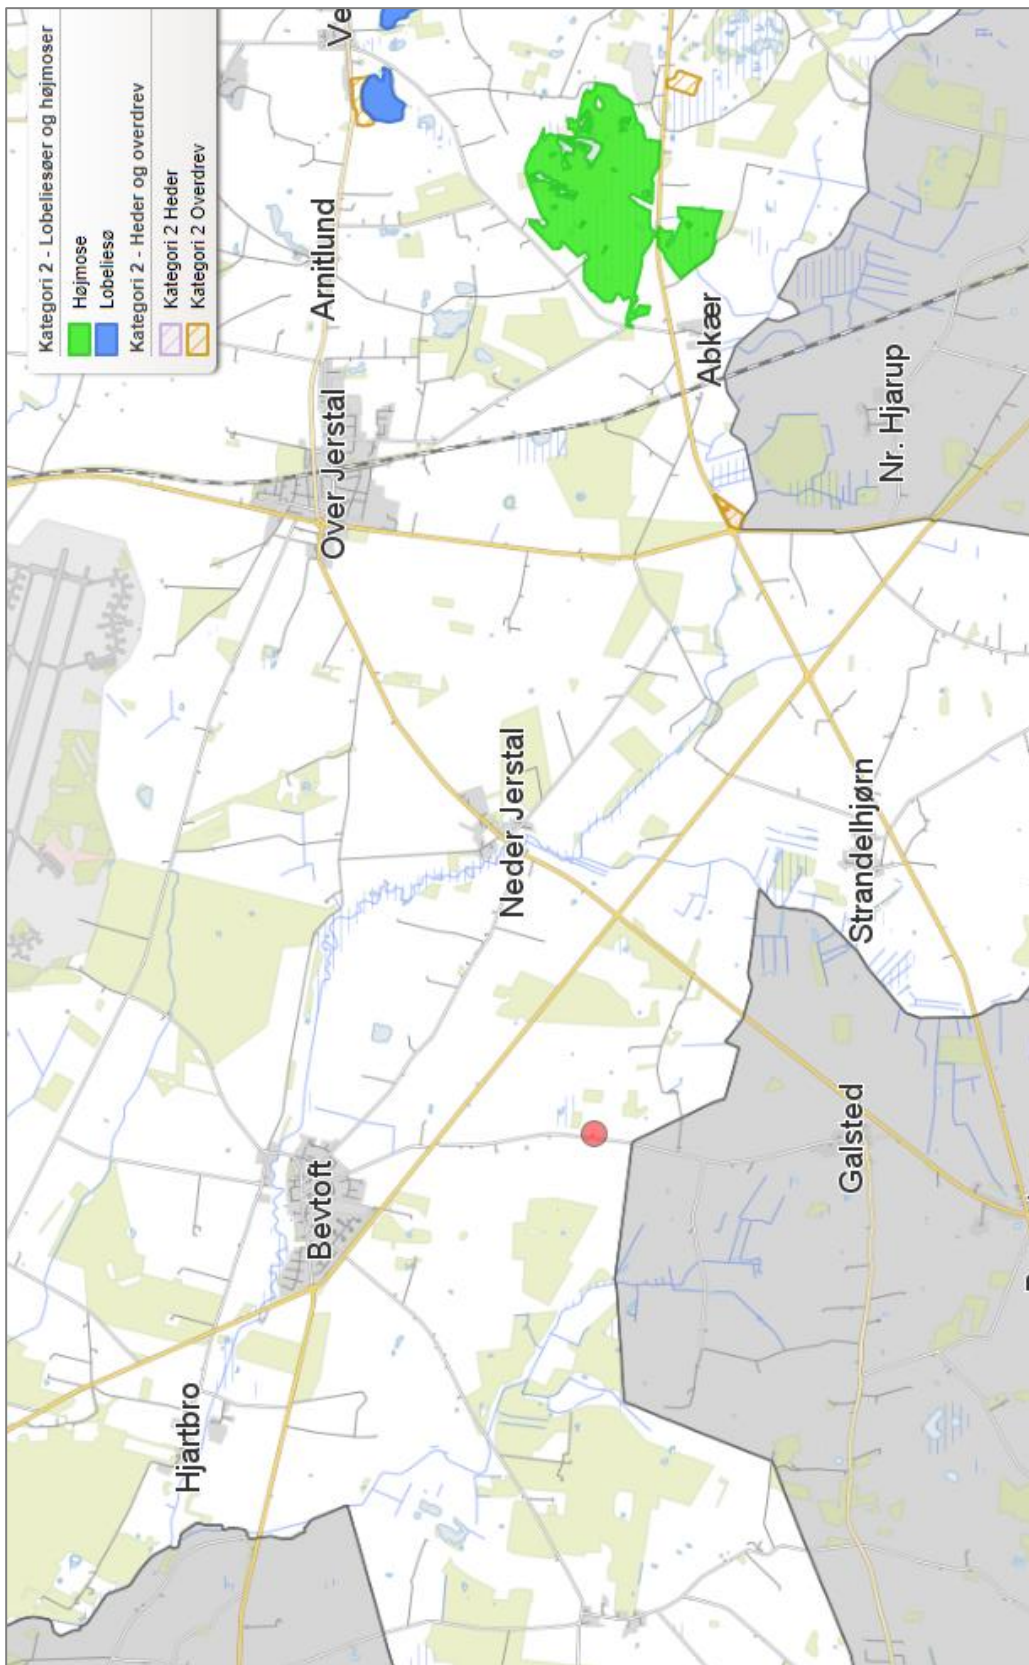 Kategori 2 - Lobeliesøer og højmoser
Højmose
Lobeliesø
Kategori 2 - Heder og overdrev
Kategori 2 Heder
Kategori 2 Overdrev
Hjartbro
Bevtoft
Over Jerstal
Arnitlund
Ve
Neder Jerstal
Abkær
Galsted
Strandelhjørn
Nr. Hjarup